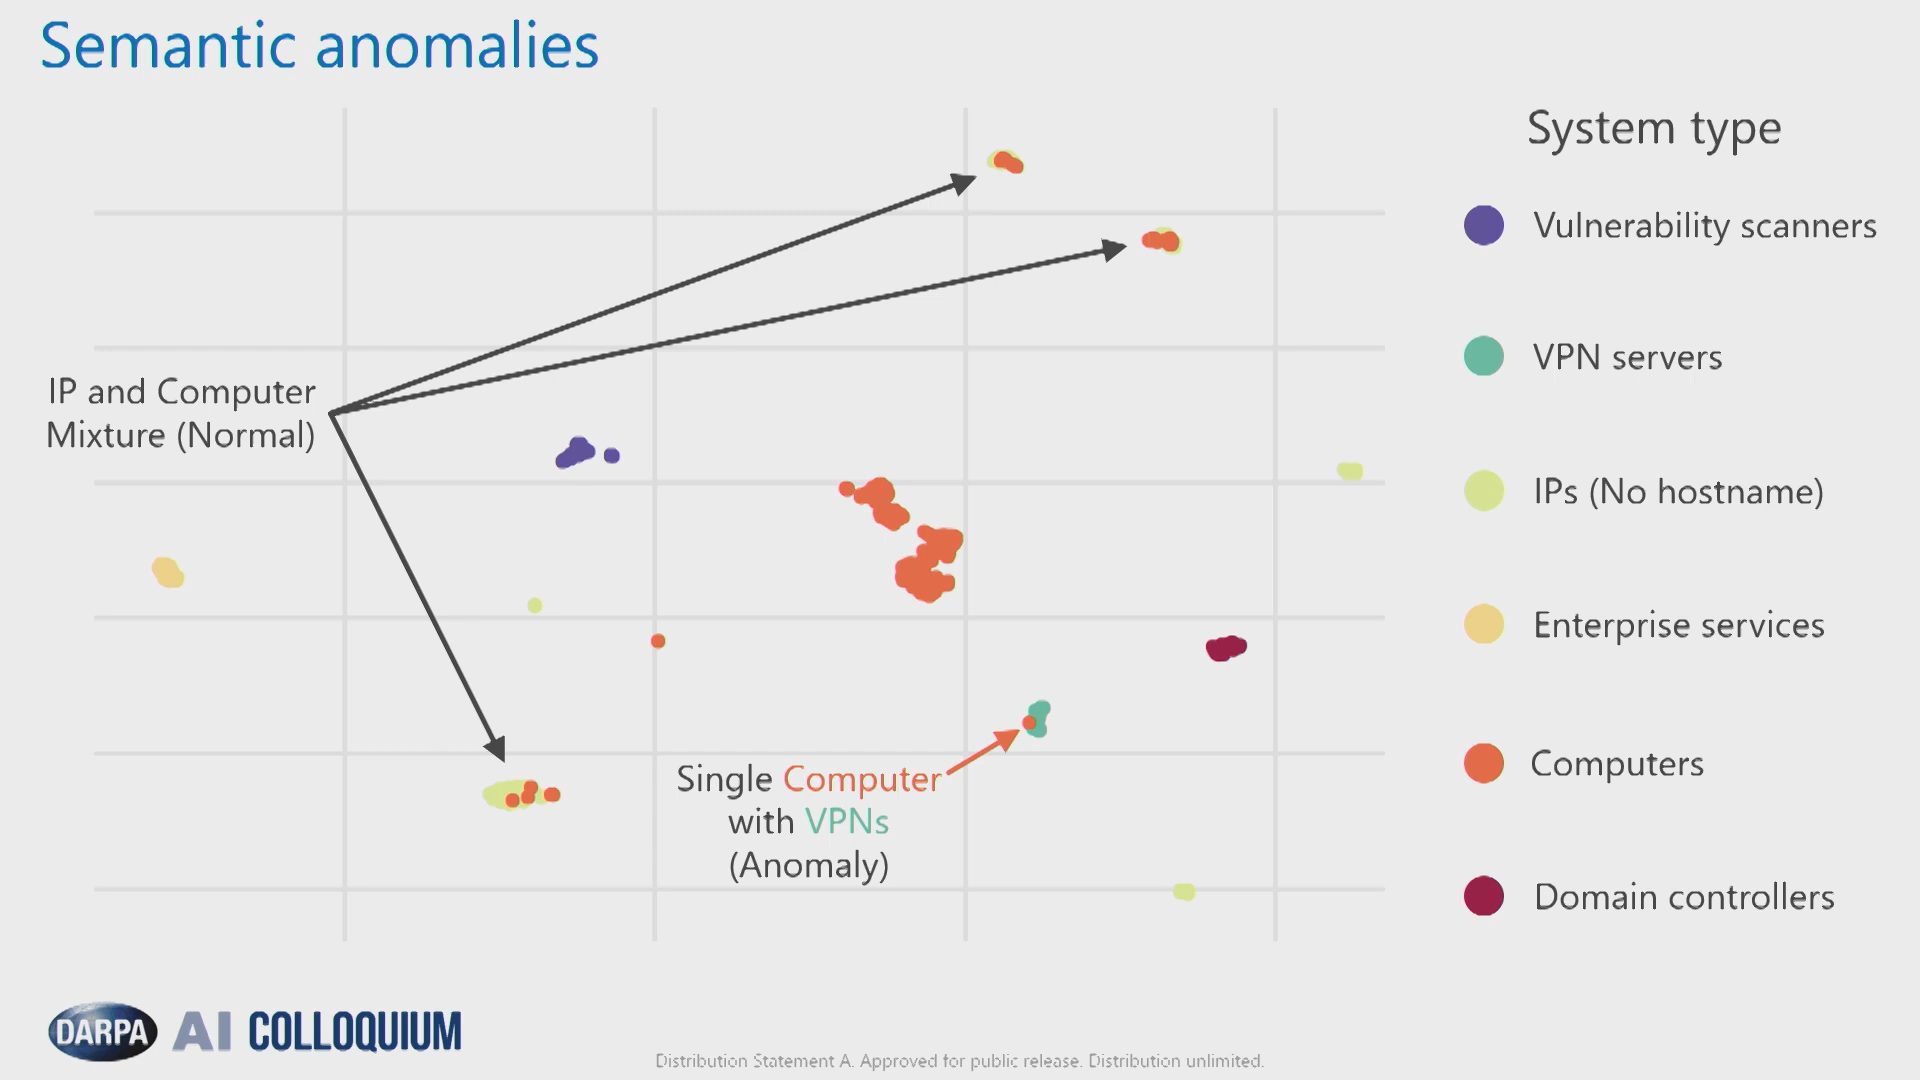 Semantic anomalies
System type
Vulnerability scanners
VPN servers
IPs (No hostname)
Enterprise services
Computers
Domain controllers
IP and Computer
Mixture (Normal)
Single Computer
with VPNs
(Anomaly)
DARPA AI COLLOQUIUM
Distribution Statement A. Approved for public release. Distribution unlimited.